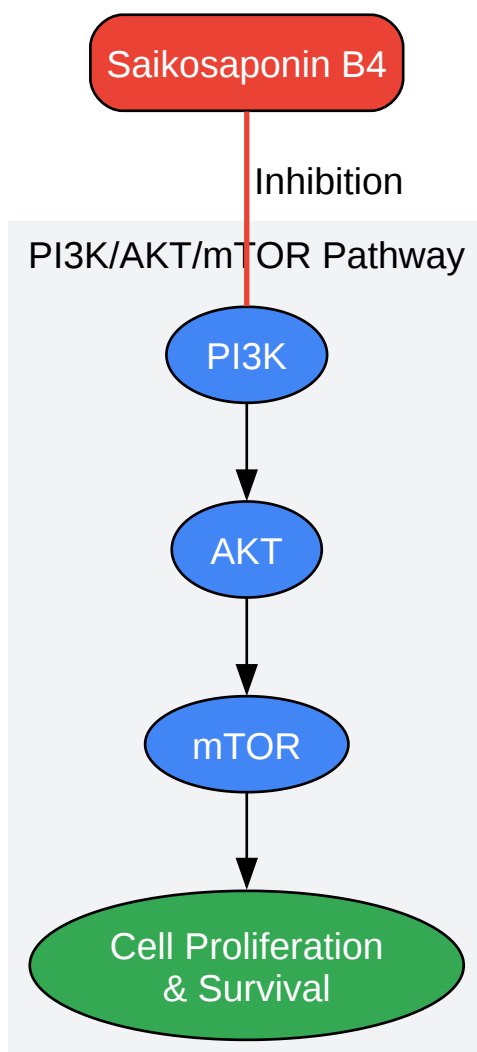 Saikosaponin B4
Inhibition
PI3K/AKT/mTOR Pathway
PI3K
AKT
mTOR
Cell Proliferation
& Survival